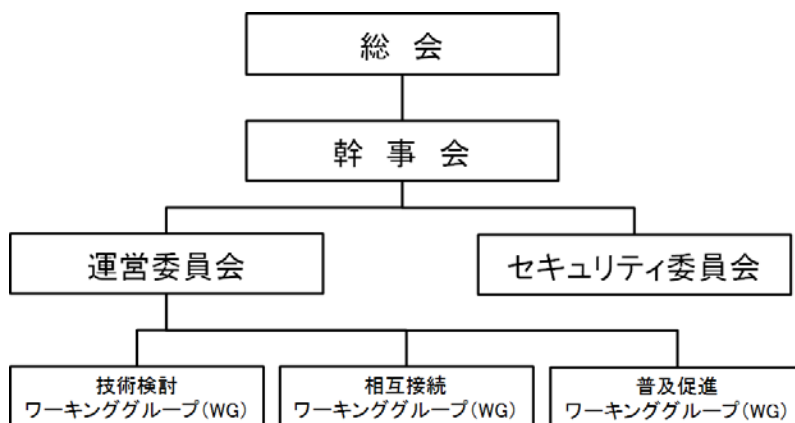 総 会
幹 事 会
運営委員会
セキュリティ委員会
技術検討
ワーキンググループ(WG)
相互接続
ワーキンググループ(WG)
普及促進
ワーキンググループ(WG)